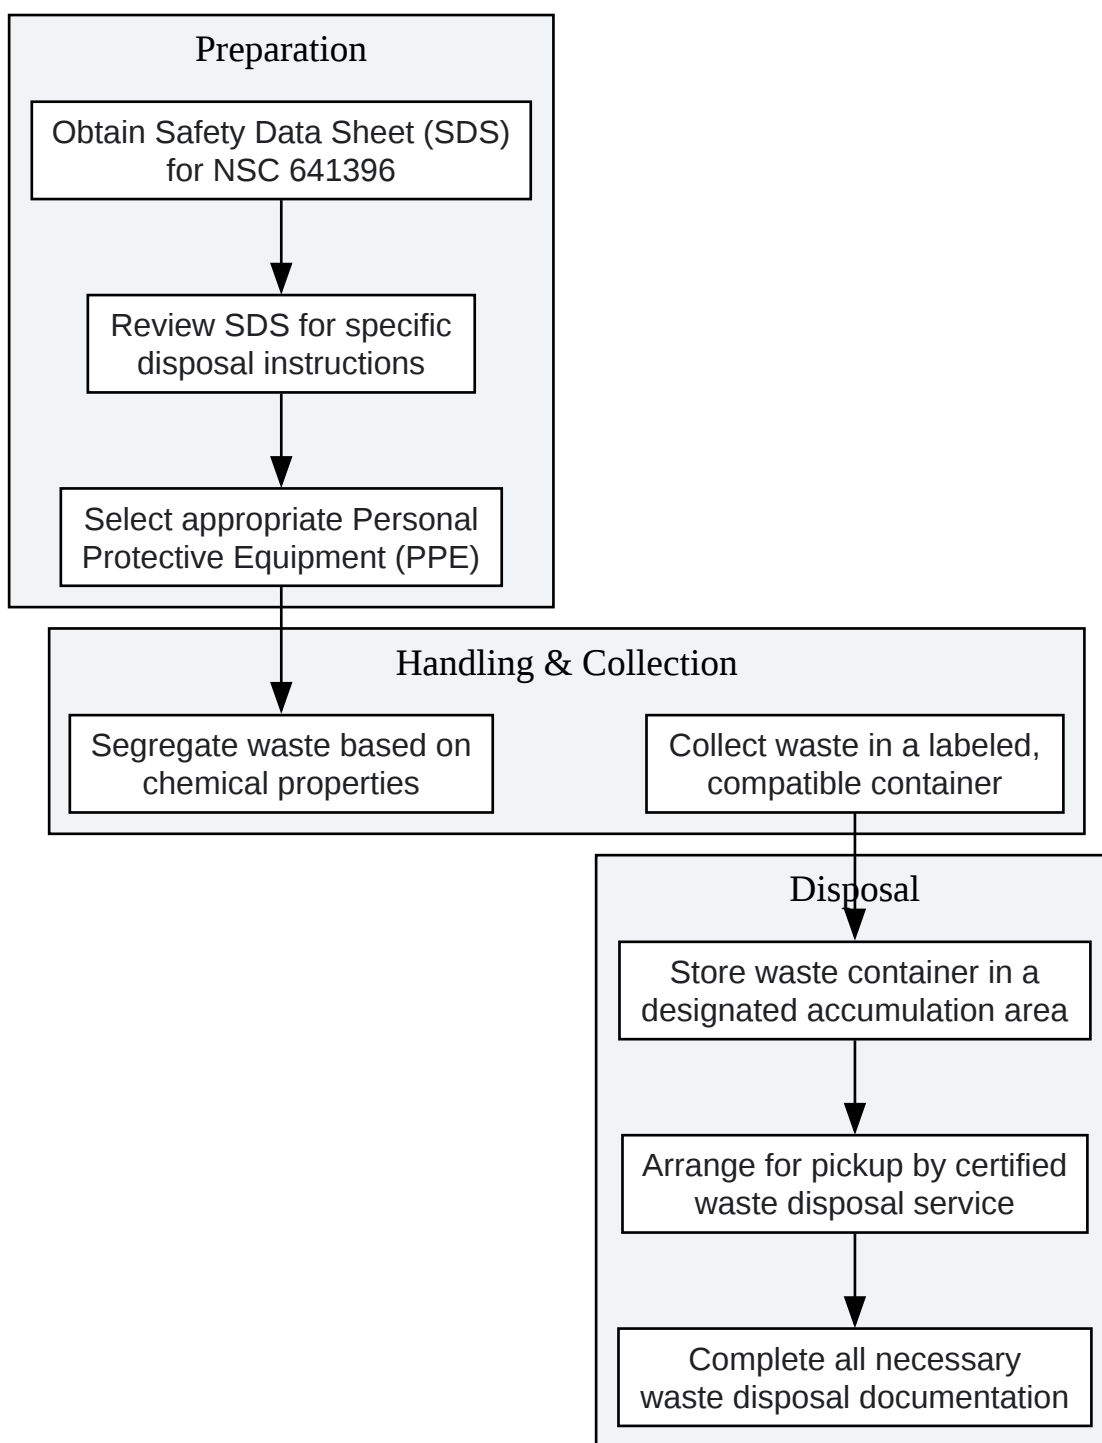 Preparation
Obtain Safety Data Sheet (SDS)
for NSC 641396
Review SDS for specific
disposal instructions
Select appropriate Personal
Protective Equipment (PPE)
Handling & Collection
Segregate waste based on
chemical properties
Collect waste in a labeled,
compatible container
Disposal
Store waste container in a
designated accumulation area
Arrange for pickup by certified
waste disposal service
Complete all necessary
waste disposal documentation